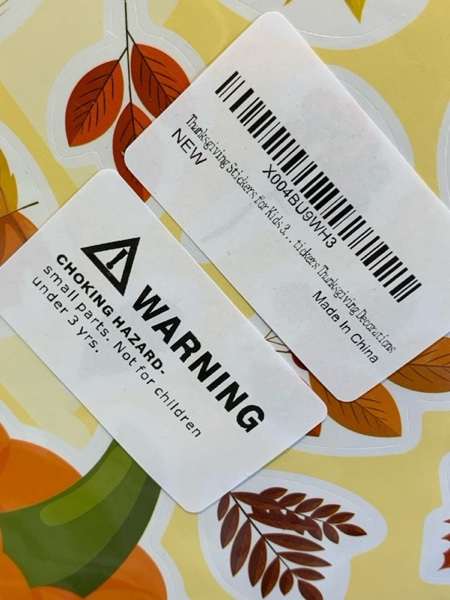 X004BU9WH3
Thanksgiving Stickers for Kids 3... tickers Thanksgiving Decorations
NEW
Made In China
WARNING
CHOKING HAZARD-
small parts. Not for children
under 3 yrs.